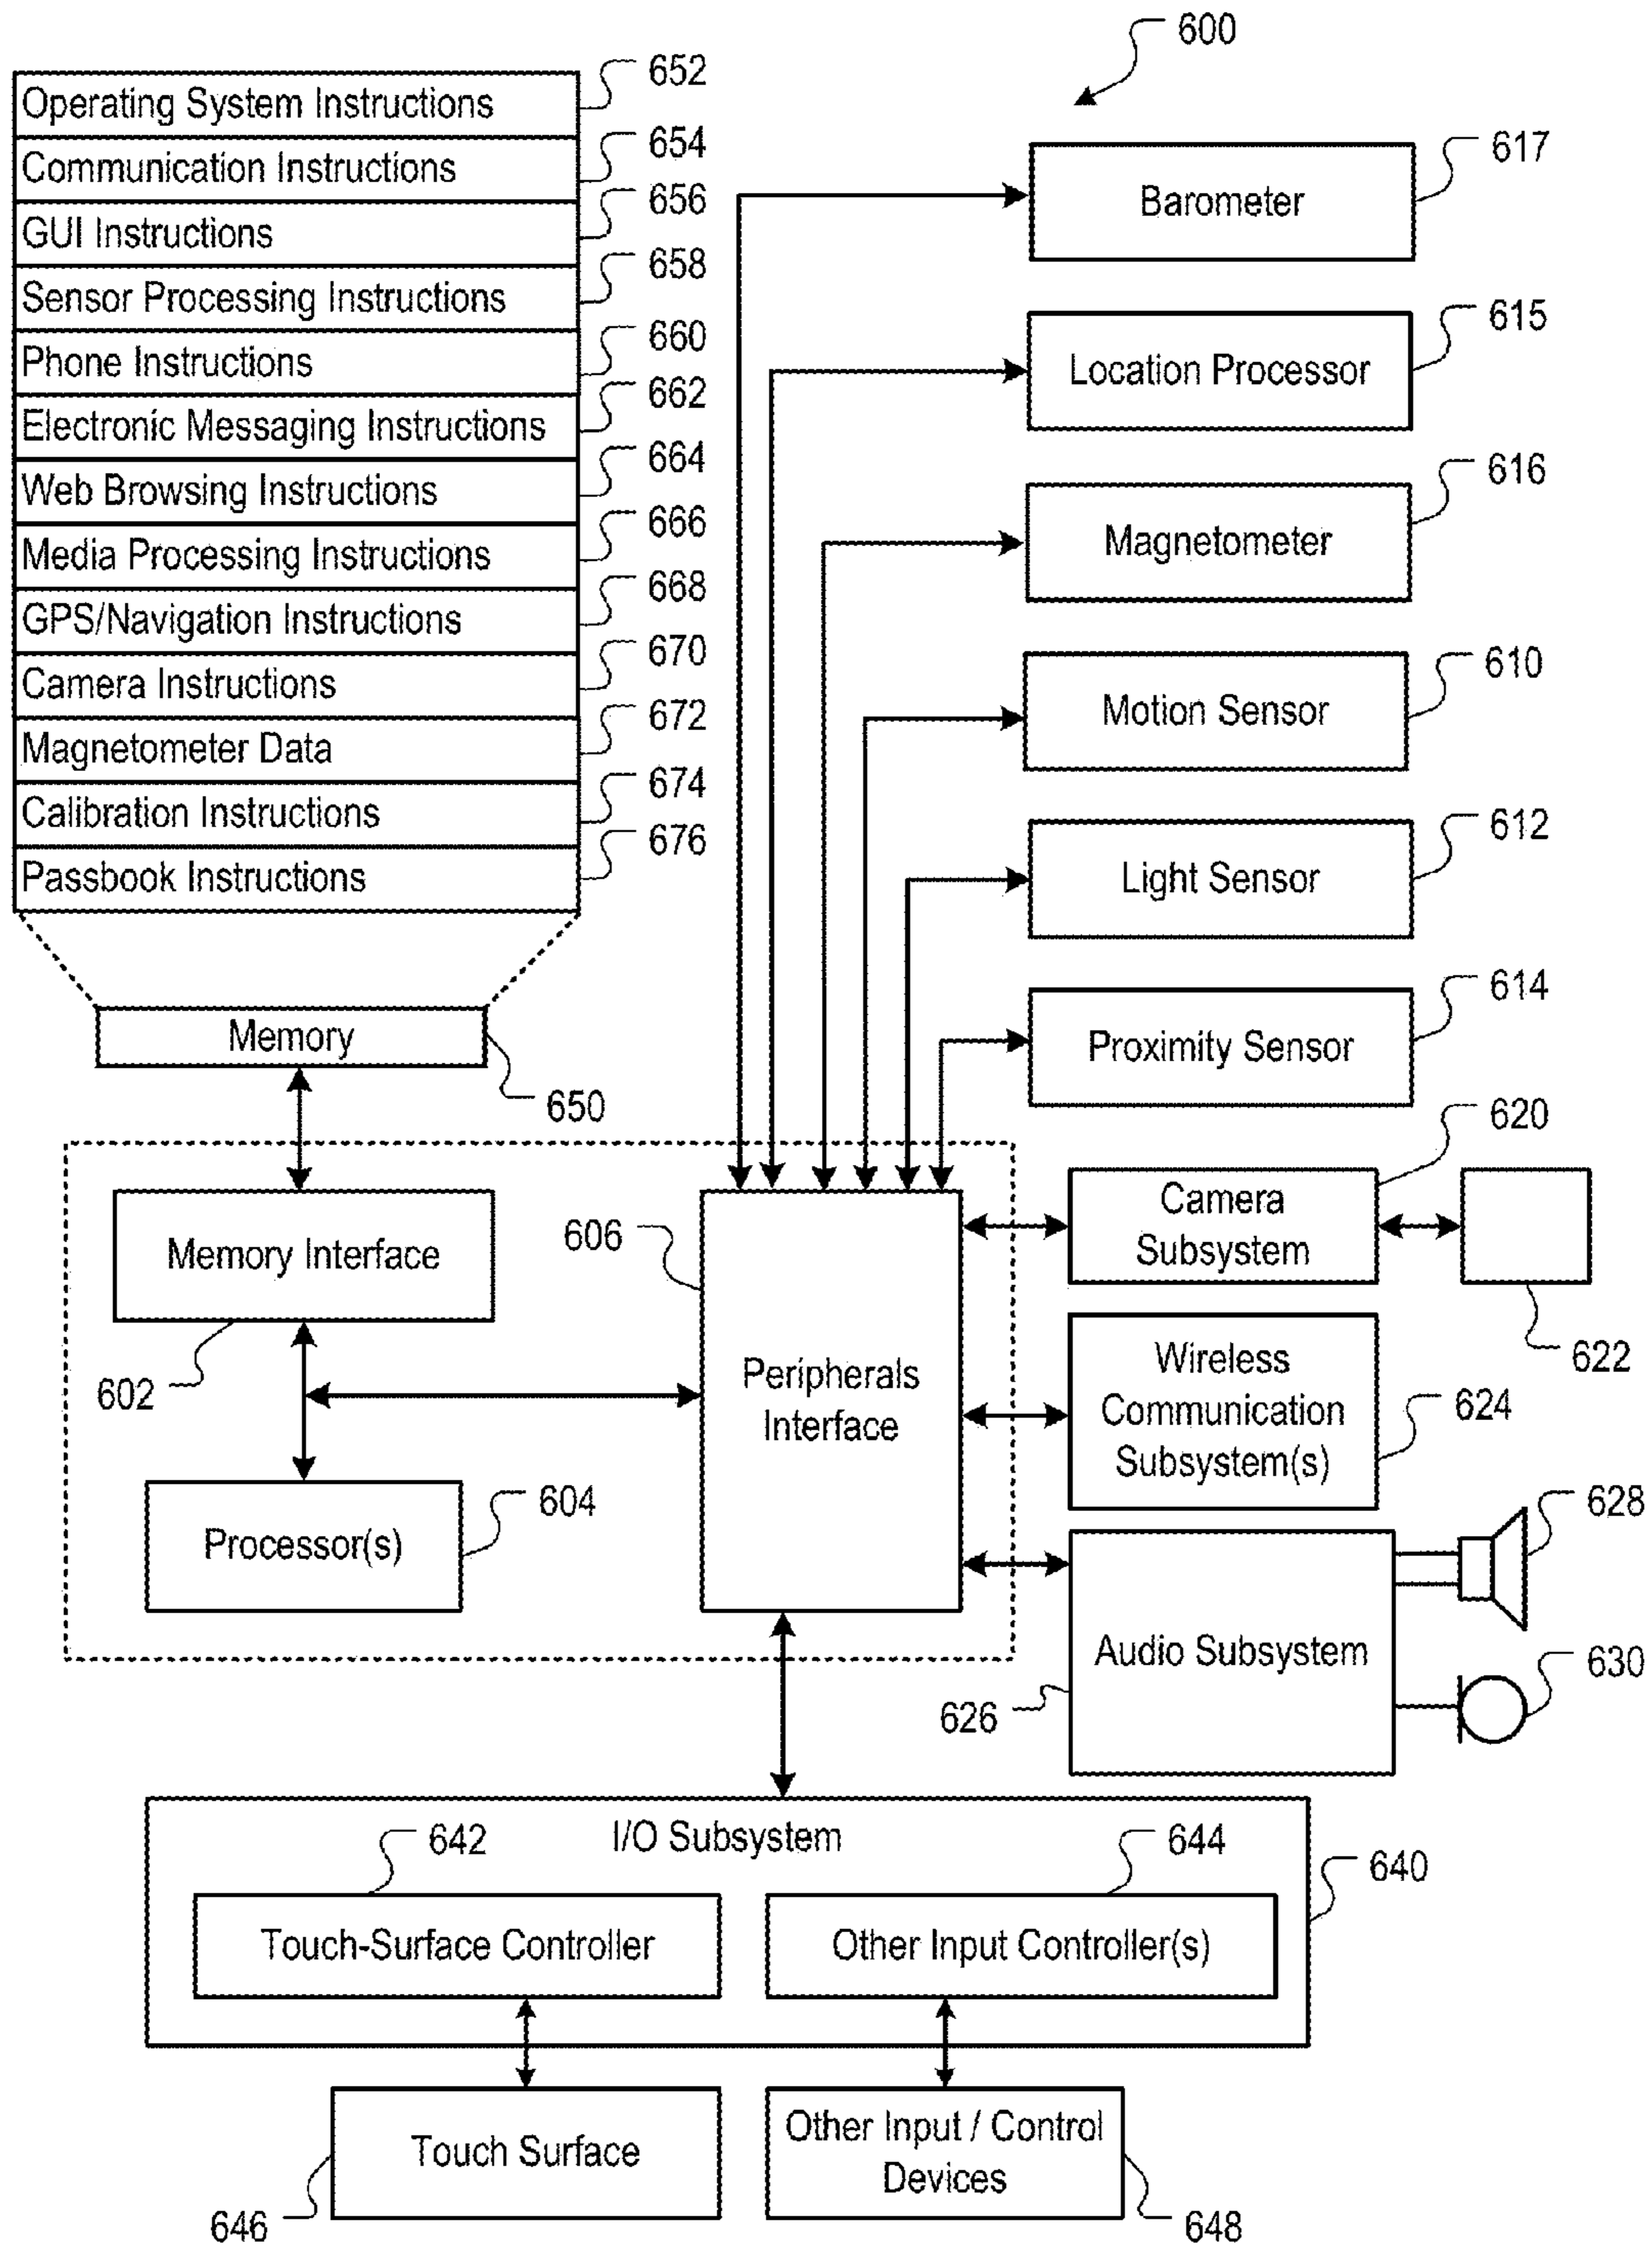 600
Operating System Instructions
652
Communication Instructions
654
GUI Instructions
656
Sensor Processing Instructions
658
Phone Instructions
660
Electronic Messaging Instructions
662
Web Browsing Instructions
664
Media Processing Instructions
666
GPS/Navigation Instructions
668
Camera Instructions
670
Magnetometer Data
672
Calibration Instructions
674
Passbook Instructions
676
Memory
650
Barometer
617
Location Processor
615
Magnetometer
616
Motion Sensor
610
Light Sensor
612
Proximity Sensor
614
Memory Interface
602
Processor(s)
604
606
Peripherals
Interface
620
Camera
Subsystem
622
Wireless
Communication
Subsystem(s)
624
Audio Subsystem
626
628
630
I/O Subsystem
640
642
Touch-Surface Controller
644
Other Input Controller(s)
Touch Surface
646
Other Input / Control
Devices
648